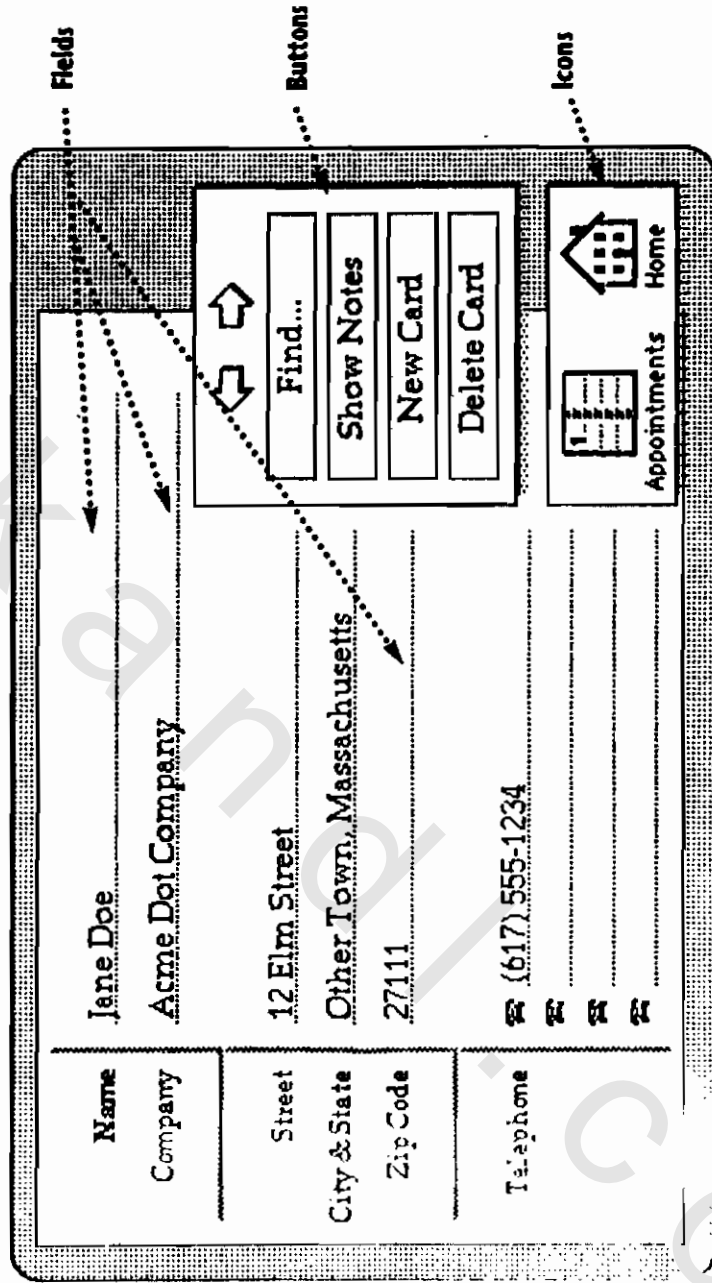 Fields
Name
Jane Doe
Company
Acme Dot Company
Street
12 Elm Street
City & State
Other Town, Massachusetts
Zip Code
27111
Telephone
(617) 555-1234
Find...
Show Notes
New Card
Delete Card
Buttons
1
Appointments
Home
Icons